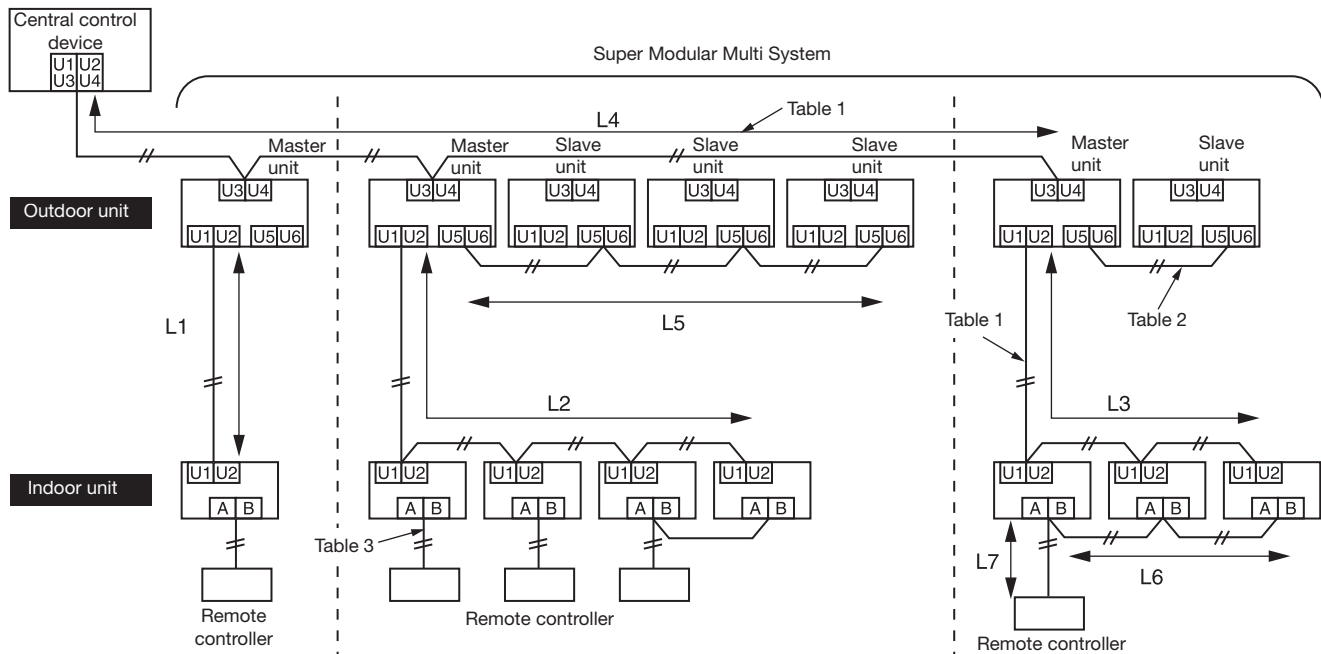 Central control
device
U1 U2
U3 U4
Super Modular Multi System
L4
Table 1
Master
unit
Master
unit
Slave
unit
Slave
unit
Slave
unit
Master
unit
Slave
unit
Outdoor unit
U3 U4
U3 U4
U3 U4
U3 U4
U3 U4
U3 U4
U3 U4
U1 U2 U5 U6
U1 U2 U5 U6
U1 U2 U5 U6
U1 U2 U5 U6
U1 U2 U5 U6
U1 U2 U5 U6
U1 U2 U5 U6
L1
L5
Table 1
Table 2
L2
L3
Indoor unit
U1 U2
U1 U2
U1 U2
U1 U2
U1 U2
U1 U2
U1 U2
U1 U2
A B
A B
A B
A B
A B
A B
A B
A B
Table 3
L7
L6
Remote
controller
Remote controller
Remote controller